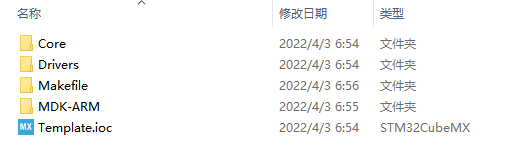 名称 修改日期 类型
Core 2022/4/3 6:54 文件夹
Drivers 2022/4/3 6:54 文件夹
Makefile 2022/4/3 6:56 文件夹
MDK-ARM 2022/4/3 6:55 文件夹
MX Template.ioc 2022/4/3 6:54 STM32CubeMX